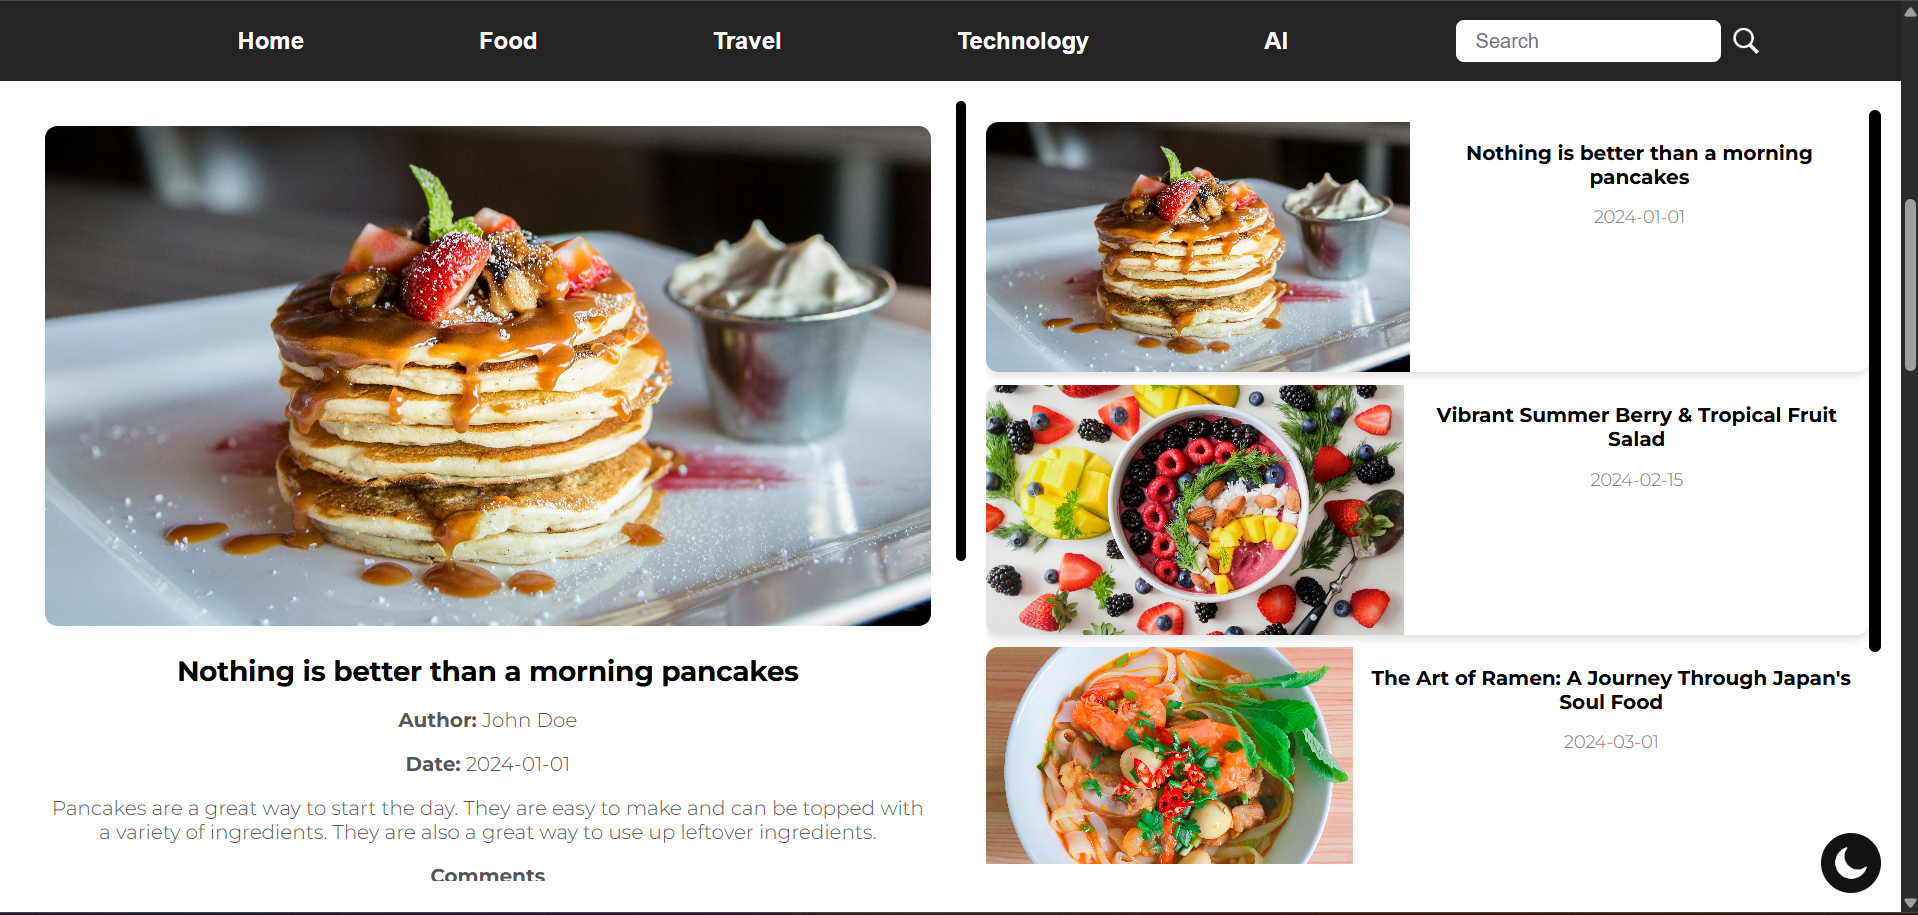 Home Food Travel Technology AI Search
Nothing is better than a morning pancakes
Author: John Doe
Date: 2024-01-01
Pancakes are a great way to start the day. They are easy to make and can be topped with
a variety of ingredients. They are also a great way to use up leftover ingredients.
Comments
Nothing is better than a morning
pancakes
2024-01-01
Vibrant Summer Berry & Tropical Fruit
Salad
2024-02-15
The Art of Ramen: A Journey Through Japan's
Soul Food
2024-03-01